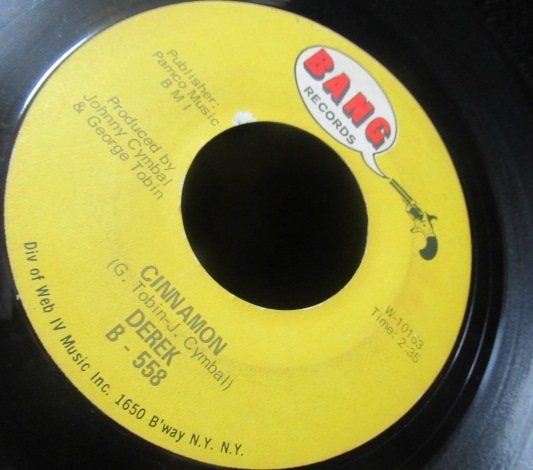 BANG
RECORDS
Publisher:
Pamco Music
B M I
Produced by
Johnny Cymbal
& George Tobin
W-10163
Time: 2:35
CINNAMON
(G. Tobin-J. Cymbal)
DEREK
B - 558
Div of Web IV Music Inc. 1650 B'way N.Y. N.Y.